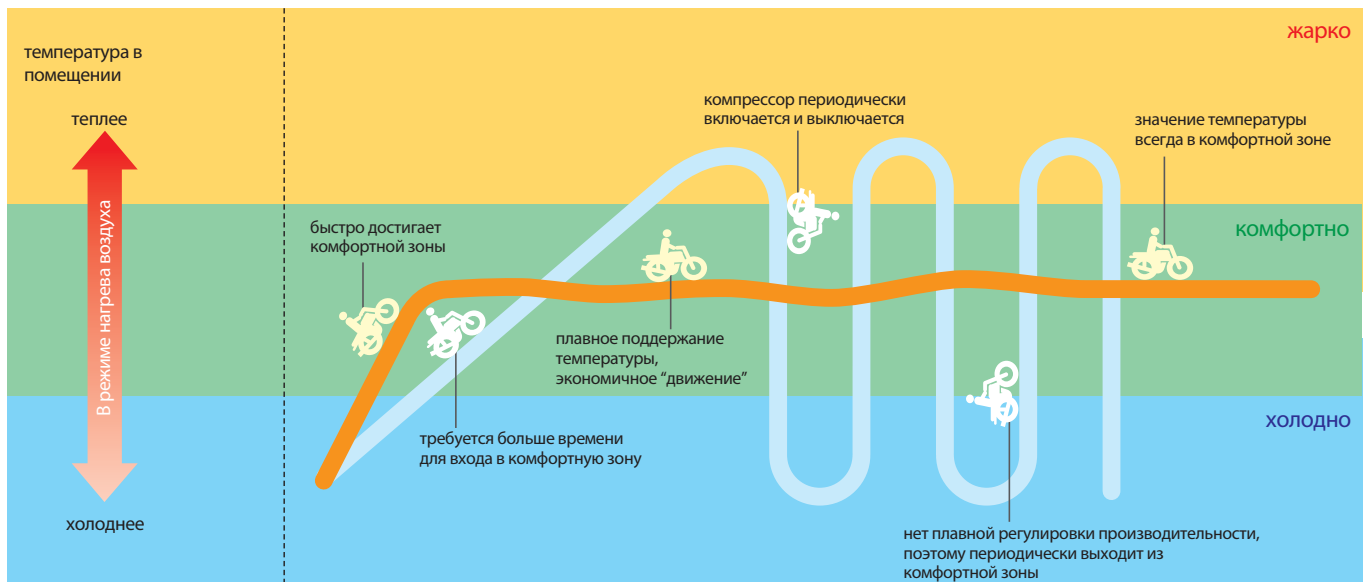 жарко
температура в
помещении
теплее
В режиме нагрева воздуха
холоднее
компрессор периодически
включается и выключается
значение температуры
всегда в комфортной зоне
быстро достигает
комфортной зоны
комфортно
плавное поддержание
температуры,
экономичное “движение”
холодно
требуется больше времени
для входа в комфортную зону
нет плавной регулировки производительности,
поэтому периодически выходит из
комфортной зоны